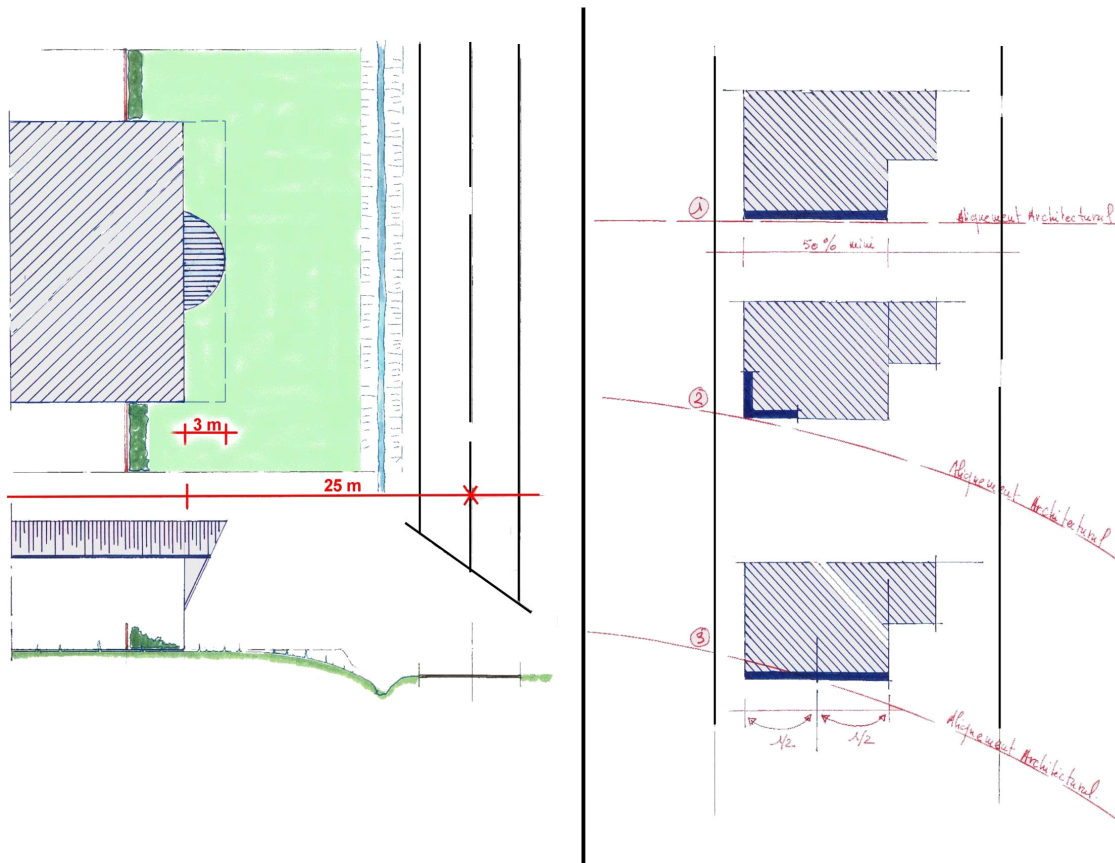 3 m
25 m
1
Alignement Architectural
50% mini
2
Alignement Architectural
3
1/2
1/2
Alignement Architectural